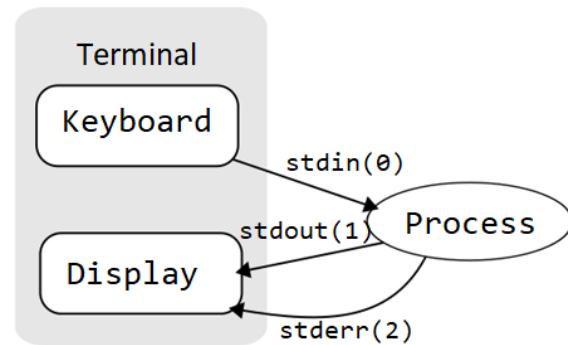 Terminal
Keyboard
stdin(0)
Process
stdout(1)
Display
stderr(2)